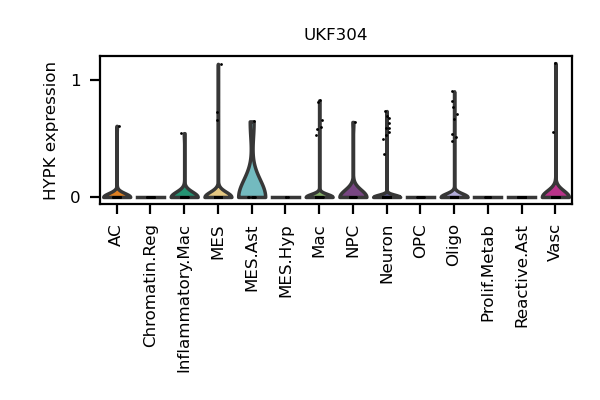 UKF304
HYPK expression
1
0
AC
Chromatin.Reg
Inflammatory.Mac
MES
MES.Ast
MES.Hyp
Mac
NPC
Neuron
OPC
Oligo
Prolif.Metab
Reactive.Ast
Vasc